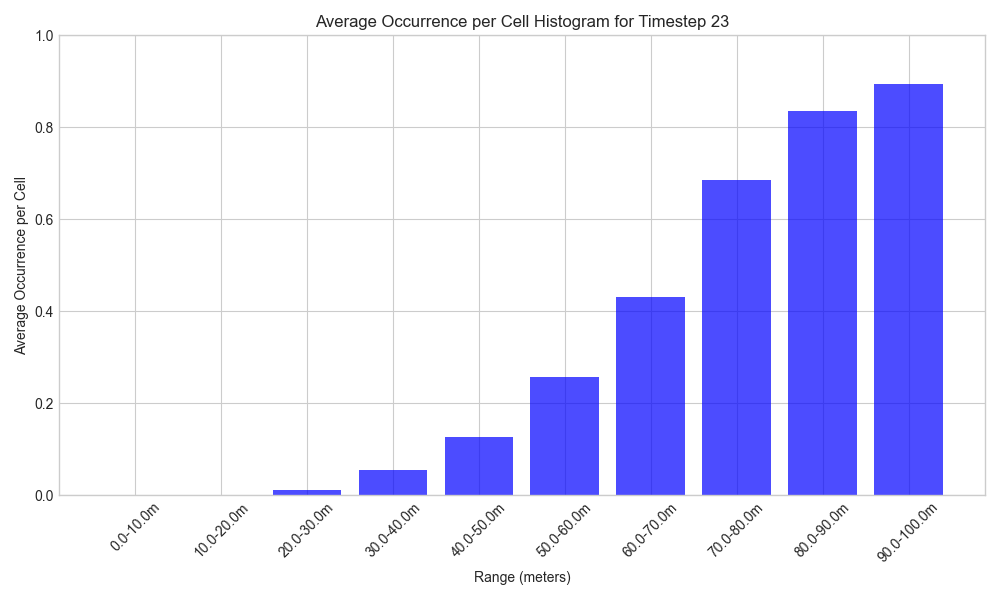 Average Occurrence per Cell Histogram for Timestep 23
Average Occurrence per Cell
1.0
0.8
0.6
0.4
0.2
0.0
0.0-10.0m
10.0-20.0m
20.0-30.0m
30.0-40.0m
40.0-50.0m
50.0-60.0m
60.0-70.0m
70.0-80.0m
80.0-90.0m
90.0-100.0m
Range (meters)